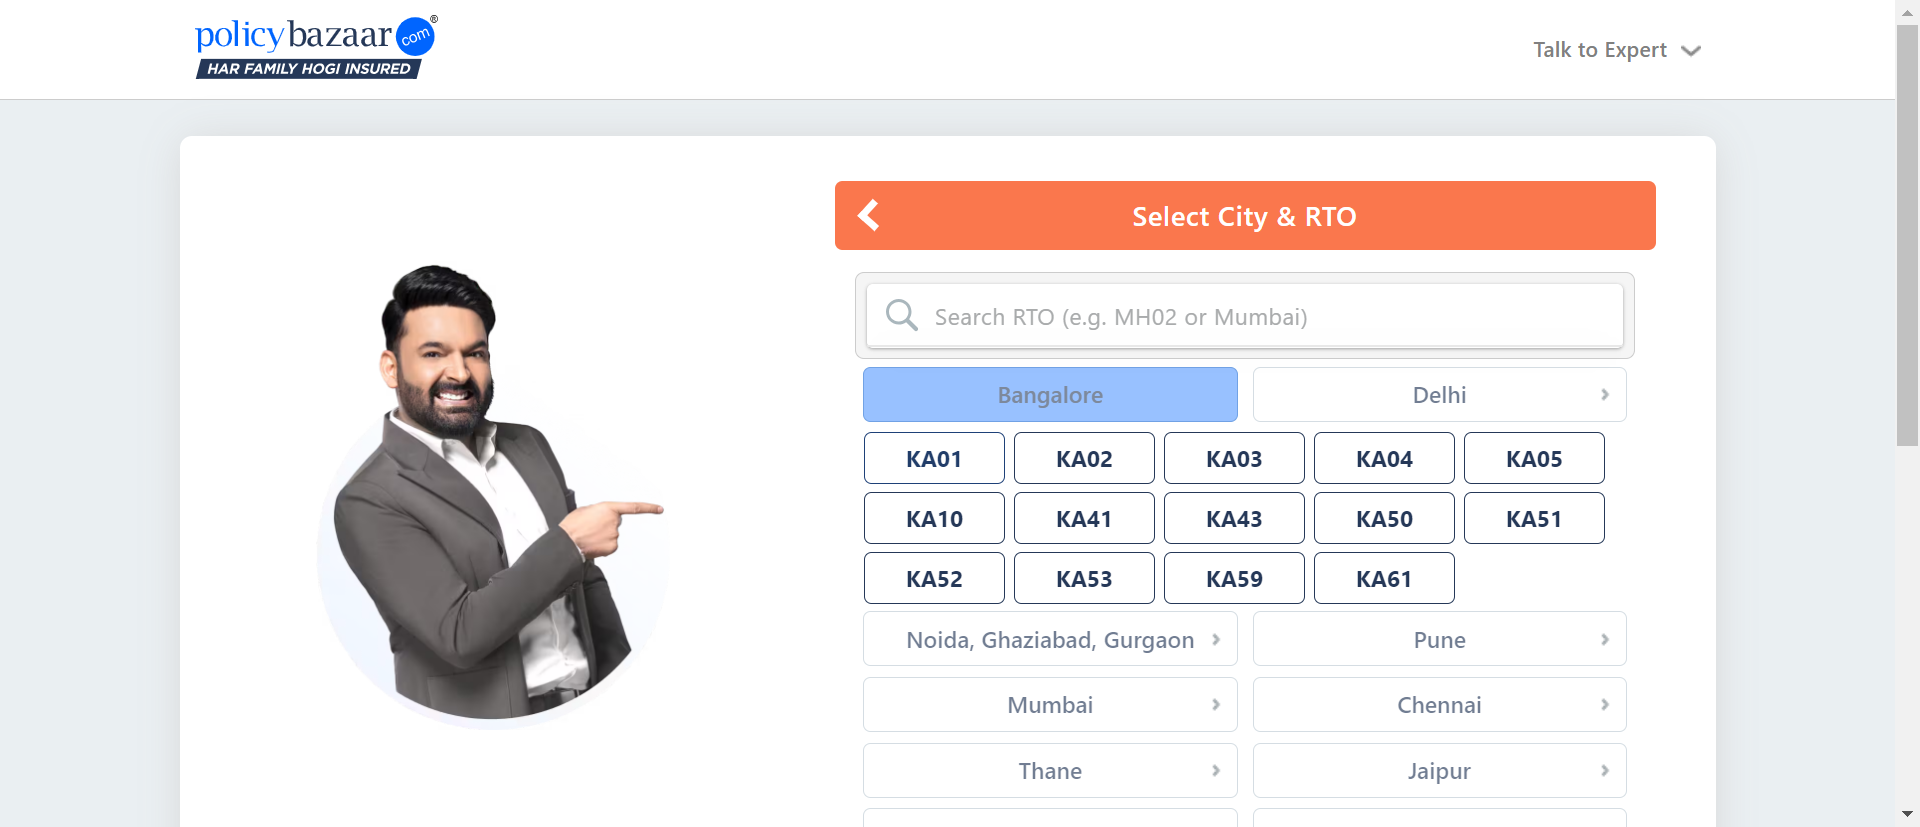 policybazaar com®
HAR FAMILY HOGI INSURED
Talk to Expert
Select City & RTO
Search RTO (e.g. MH02 or Mumbai)
Bangalore
Delhi
KA01 KA02 KA03 KA04 KA05
KA10 KA41 KA43 KA50 KA51
KA52 KA53 KA59 KA61
Noida, Ghaziabad, Gurgaon
Pune
Mumbai
Chennai
Thane
Jaipur